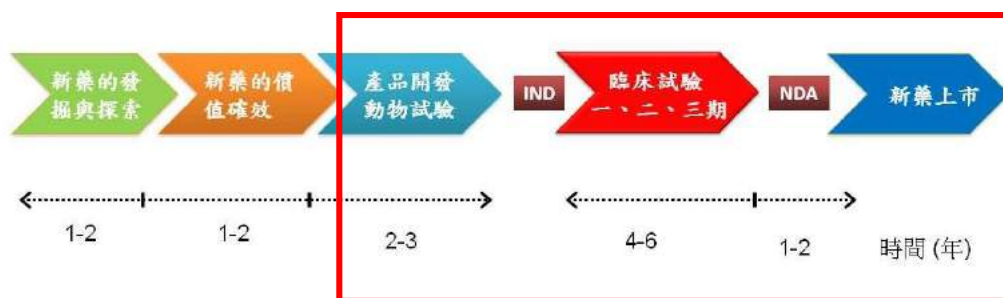 新藥的發
掘與探索
新藥的價
值確效
產品開發
動物試驗
IND
臨床試驗
一、二、三期
NDA
新藥上市
1-2
1-2
2-3
4-6
1-2
時間 (年)